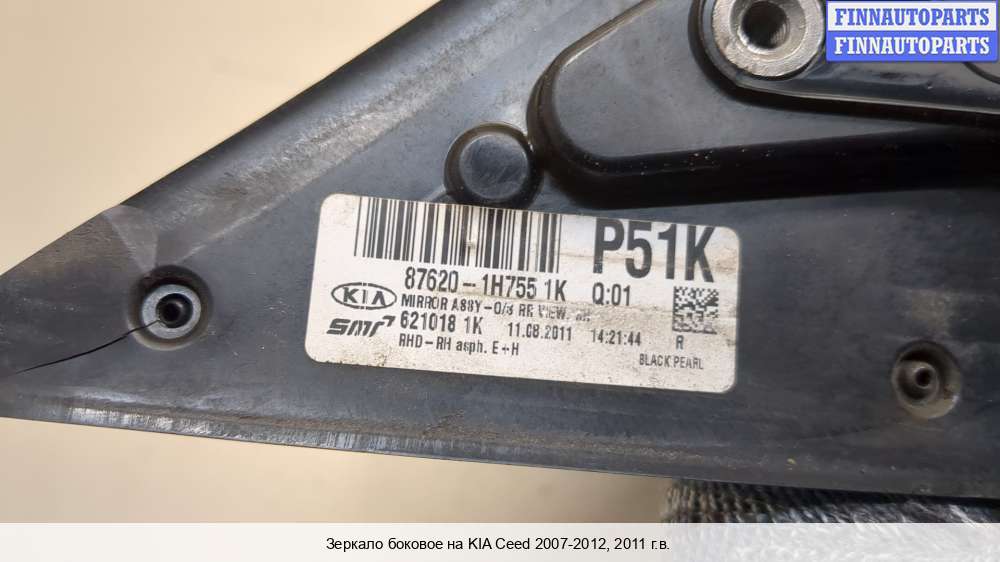 FINNAUTOPARTS
FINNAUTOPARTS
P51K
87620-1H755 1K Q:01
KIA MIRROR ASSY-O/S RR VIEW,
smr 621018 1K 11.08.2011 14:21:44 R
RHD-RH asph. E+H BLACK PEARL
Зеркало боковое на KIA Ceed 2007-2012, 2011 г.в.